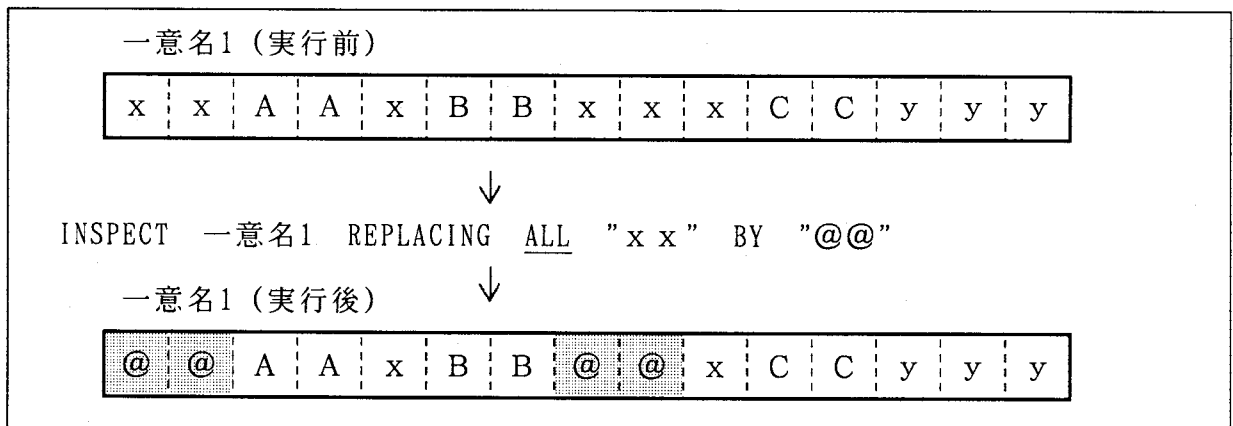 一意名1 (実行前)
x x A A x B B x x x C C y y y
↓
INSPECT 一意名1 REPLACING ALL "x x" BY "@@"
↓
一意名1 (実行後)
@ @ A A x B B @ @ x C C y y y